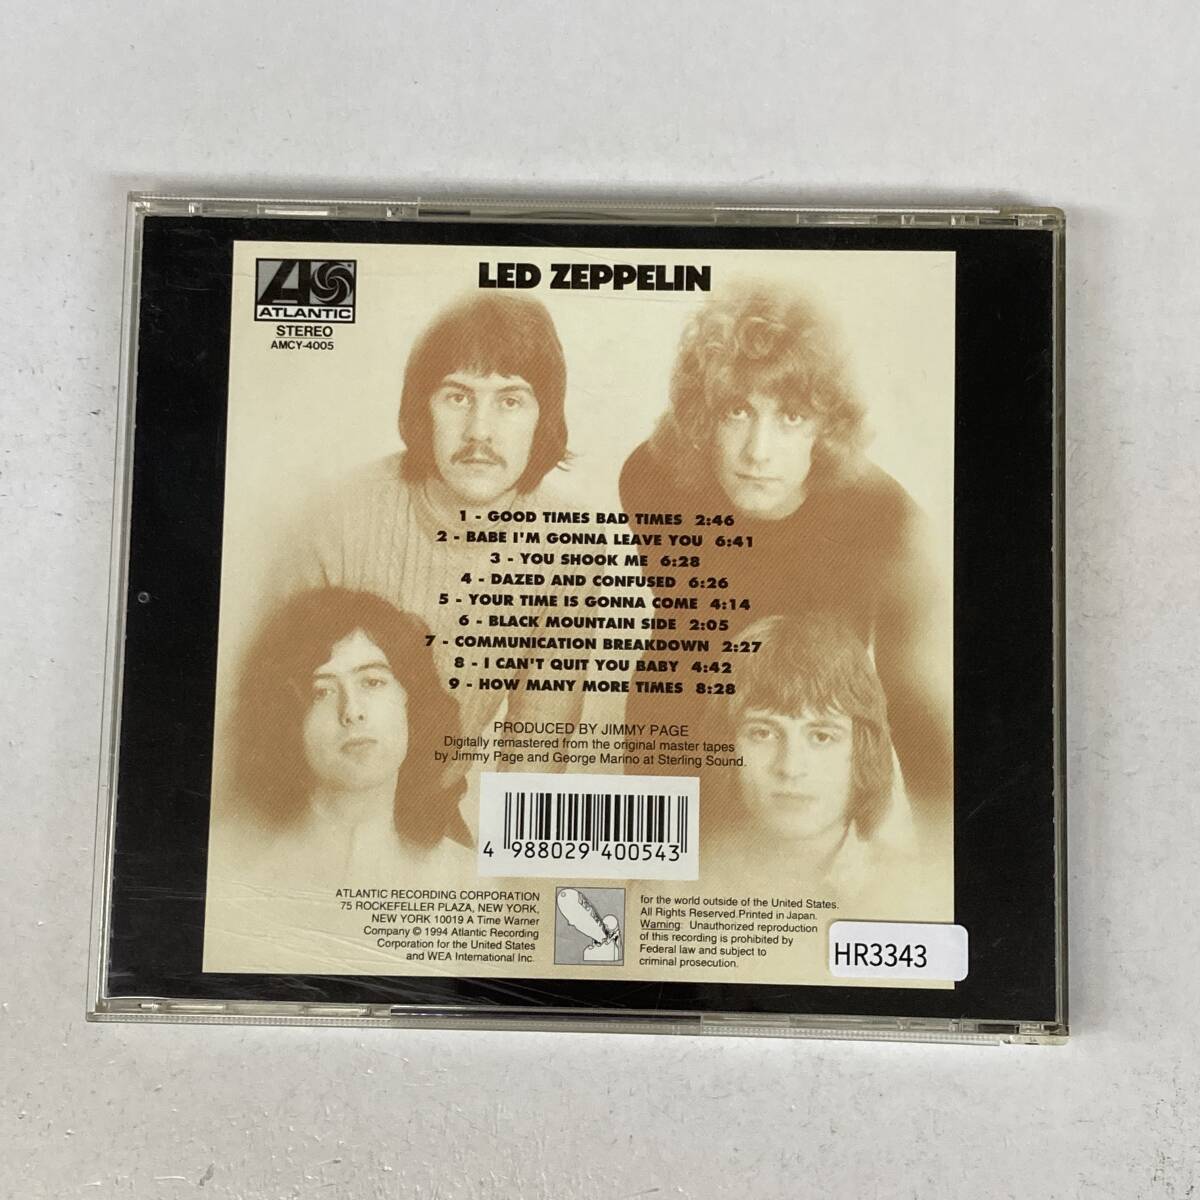 LED ZEPPELIN
ATLANTIC
STEREO
AMCY-4005
1 - GOOD TIMES BAD TIMES 2:46
2 - BABE I'M GONNA LEAVE YOU 6:41
3 - YOU SHOOK ME 6:28
4 - DAZED AND CONFUSED 6:26
5 - YOUR TIME IS GONNA COME 4:14
6 - BLACK MOUNTAIN SIDE 2:05
7 - COMMUNICATION BREAKDOWN 2:27
8 - I CAN'T QUIT YOU BABY 4:42
9 - HOW MANY MORE TIMES 8:28
PRODUCED BY JIMMY PAGE
Digitally remastered from the original master tapes
by Jimmy Page and George Marino at Sterling Sound.
4 988029 400543
ATLANTIC RECORDING CORPORATION
75 ROCKEFELLER PLAZA, NEW YORK,
NEW YORK 10019 A Time Warner
Company © 1994 Atlantic Recording
Corporation for the United States
and WEA International Inc.
for the world outside of the United States.
All Rights Reserved.Printed in Japan.
Warning: Unauthorized reproduction
of this recording is prohibited by
Federal law and subject to
criminal prosecution.
HR3343